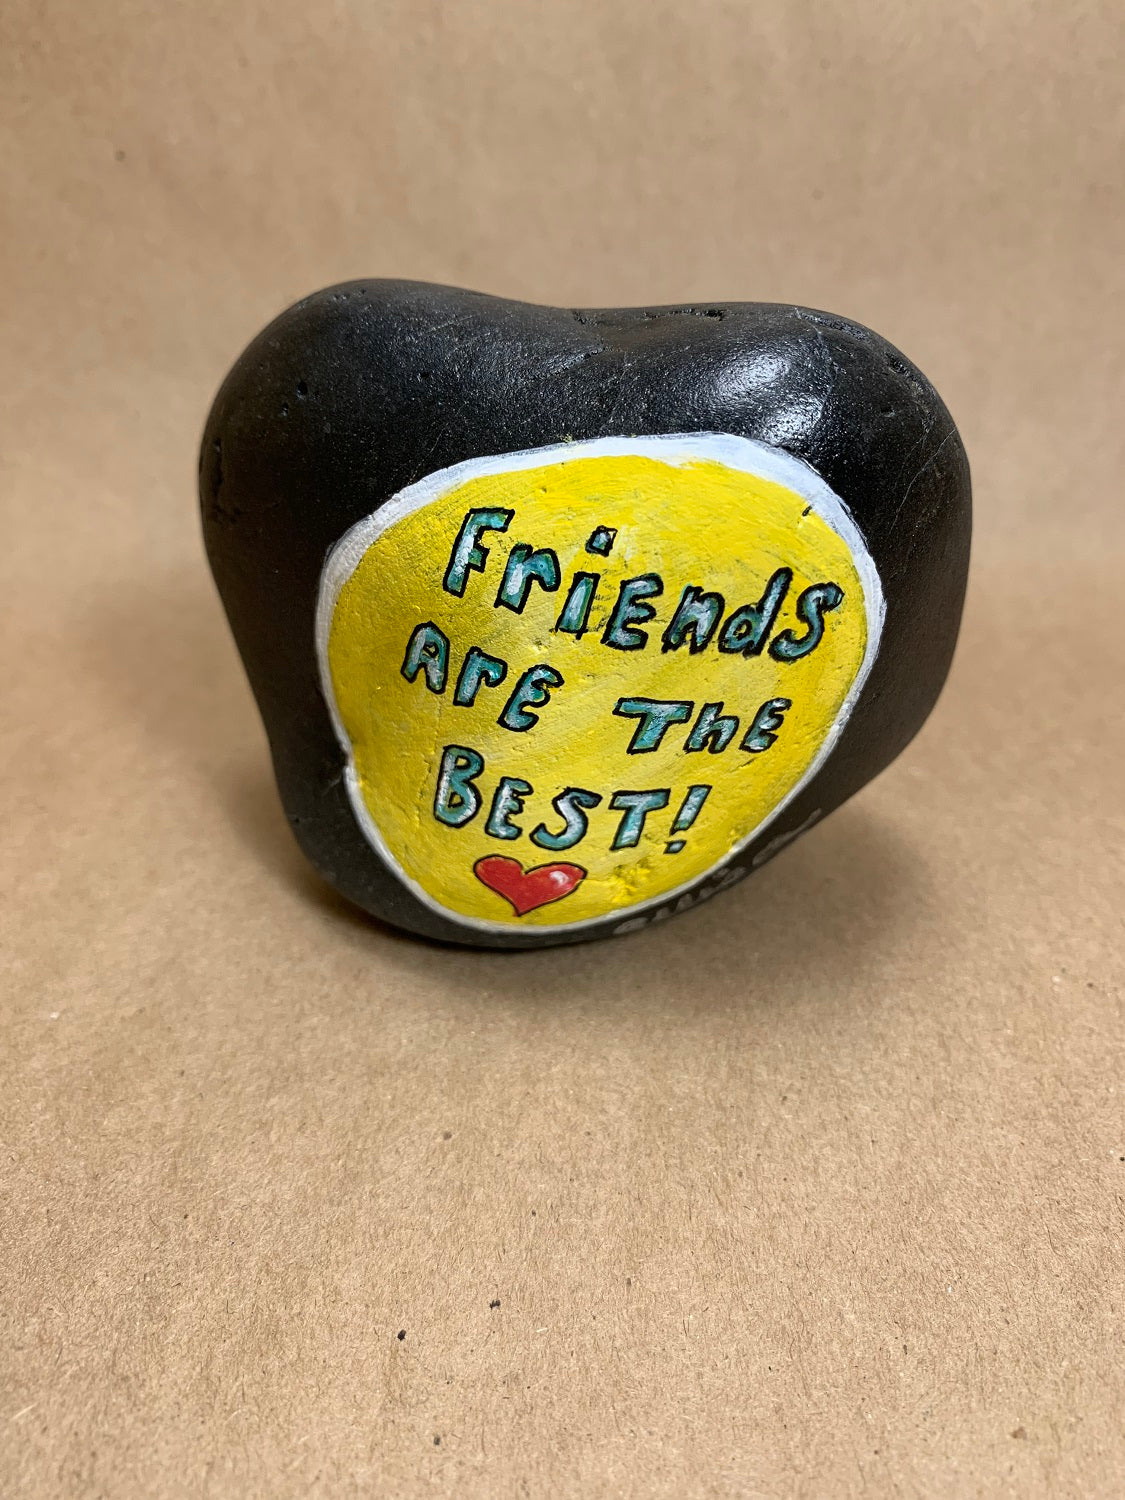 Friends
ArE ThE
BEST!